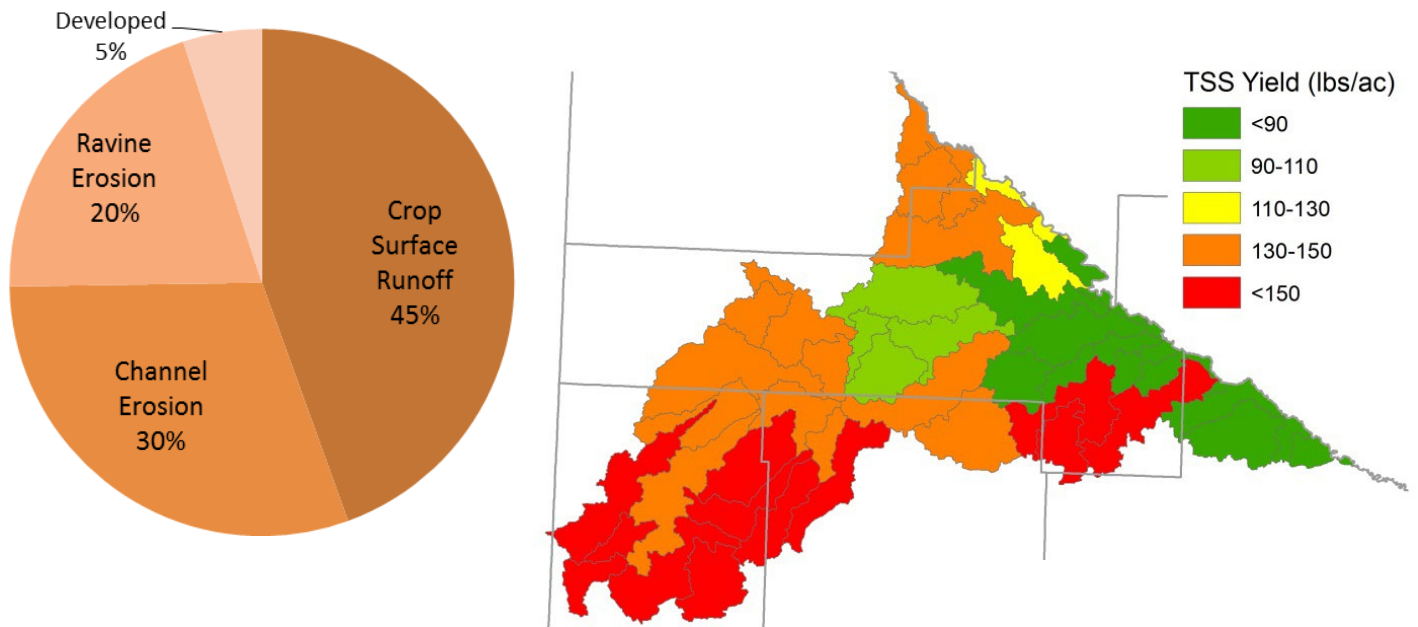 Developed
5%
Ravine
Erosion
20%
Crop
Surface
Runoff
45%
Channel
Erosion
30%
TSS Yield (lbs/ac)
<90
90-110
110-130
130-150
<150